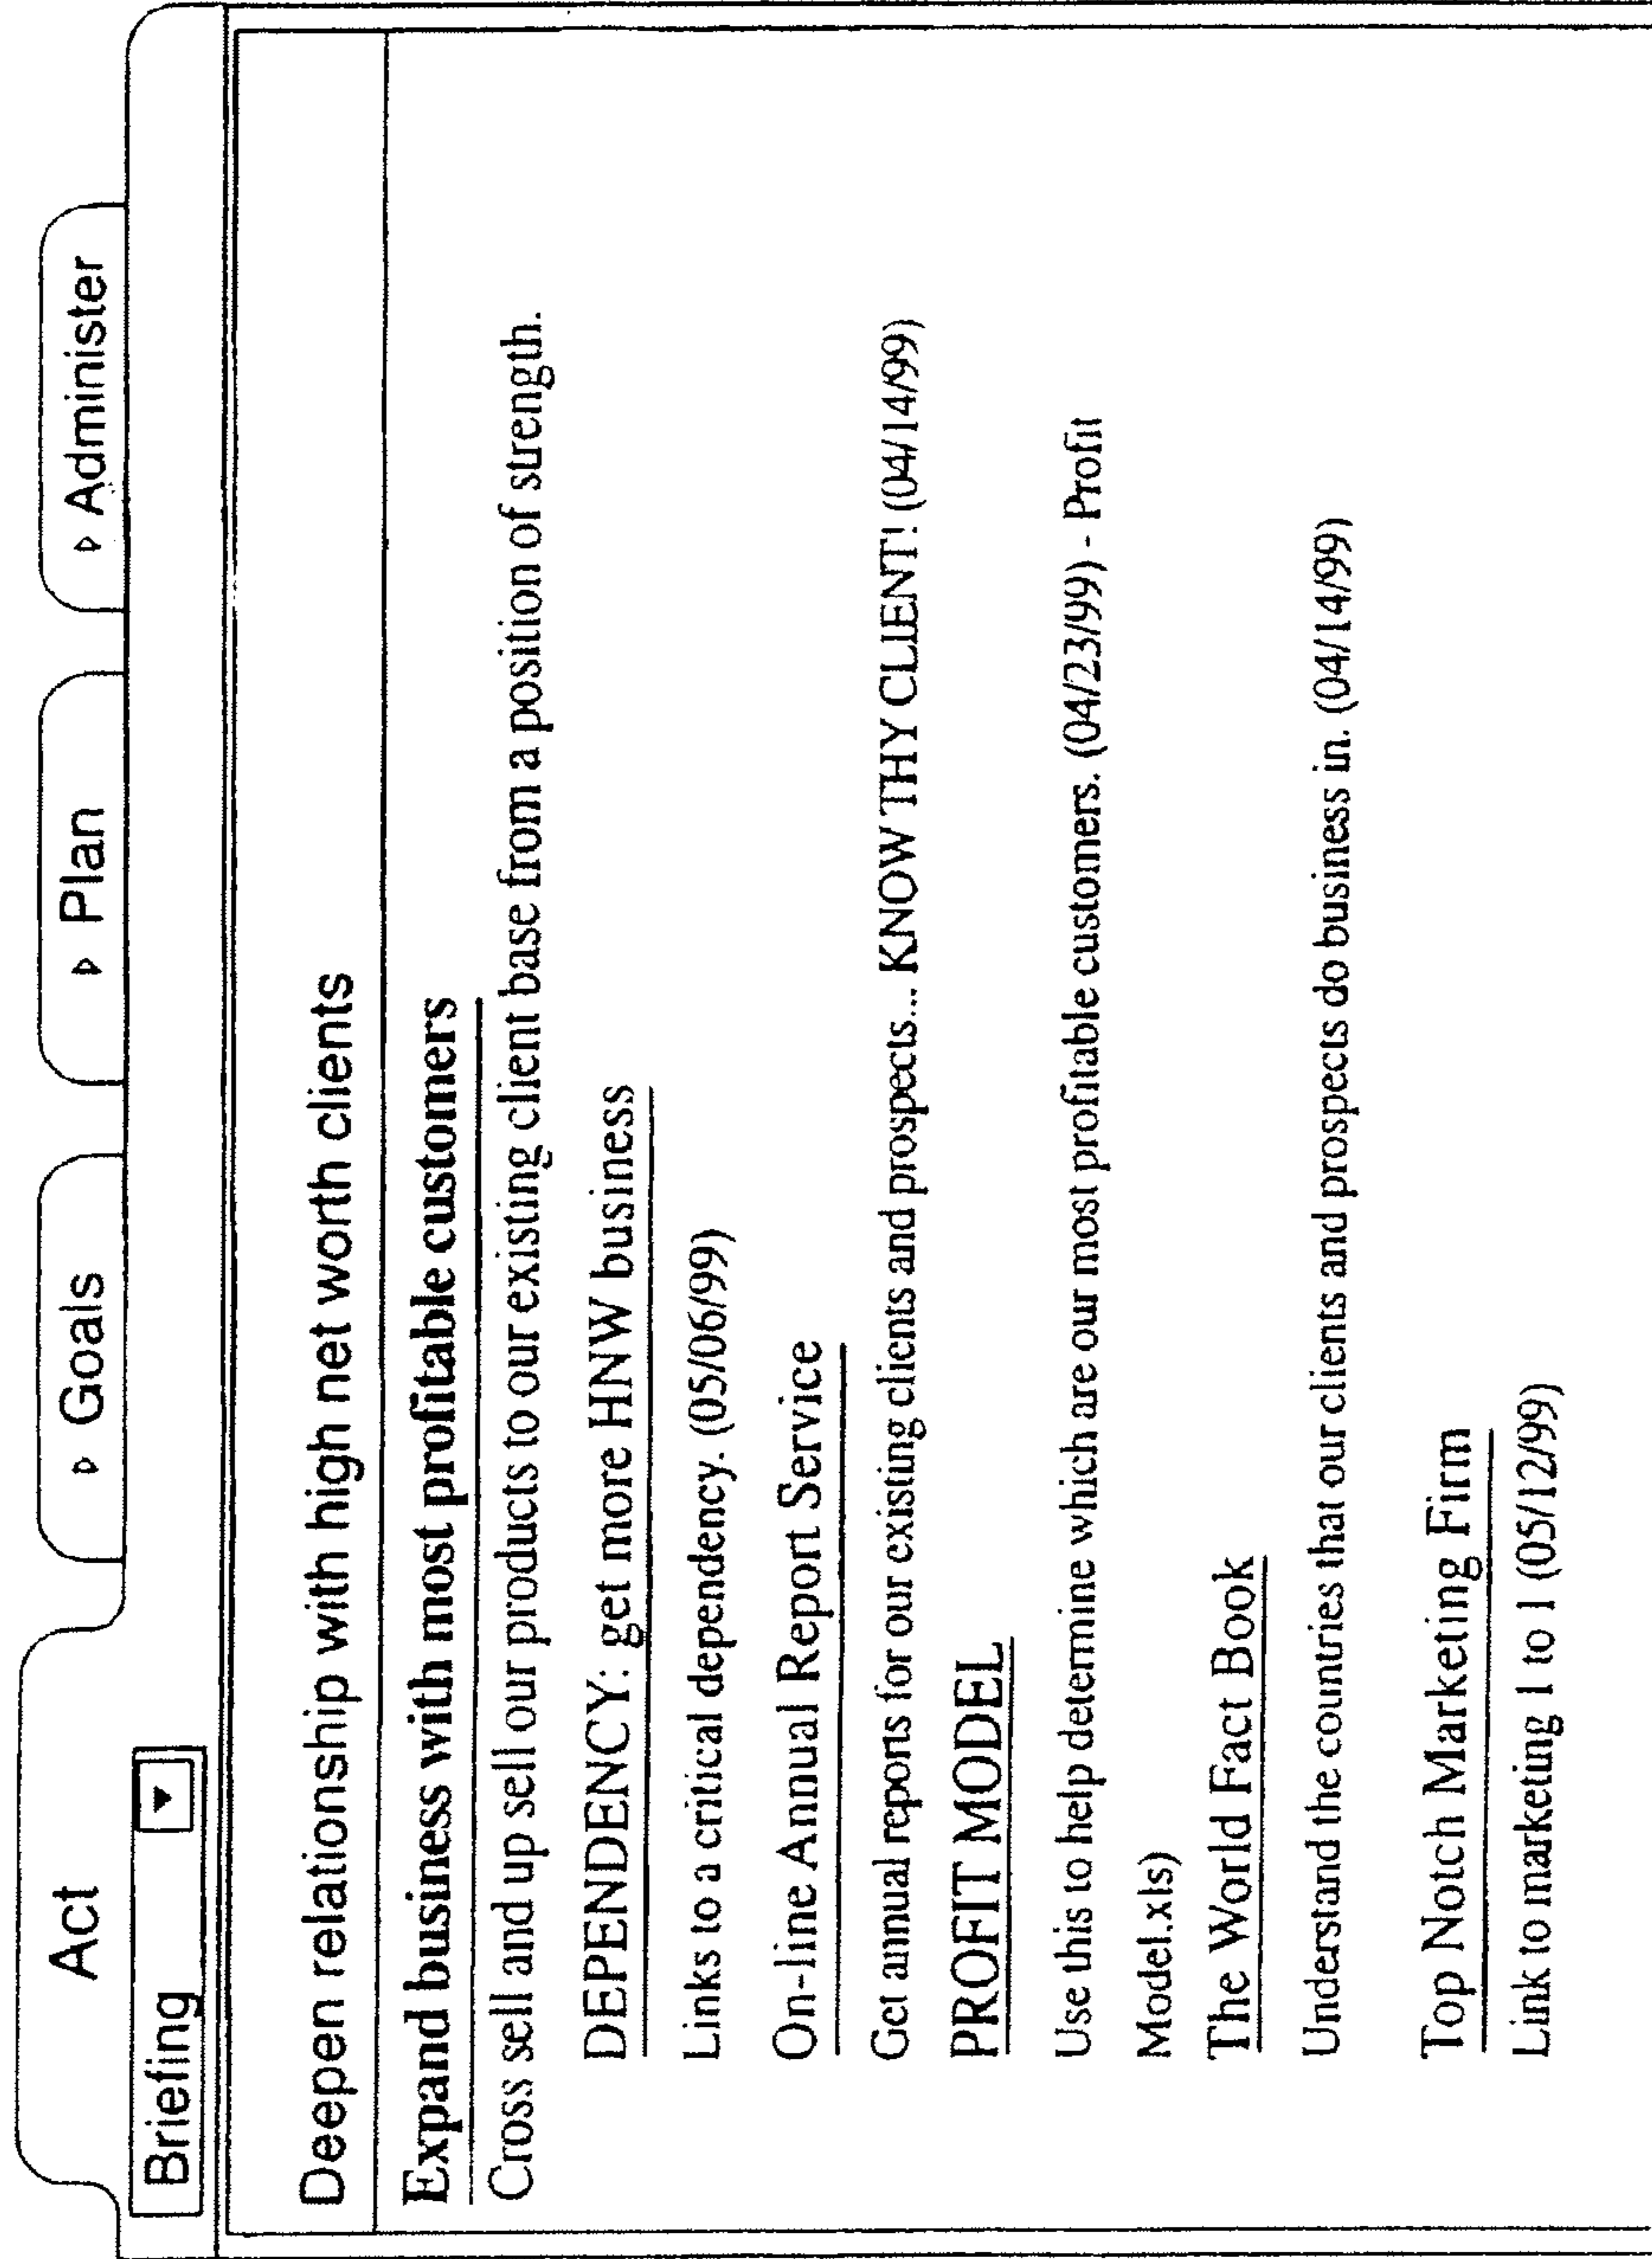 Act
▹ Goals
▹ Plan
▹ Administer
Briefing
Deepen relationship with high net worth clients
Expand business with most profitable customers
Cross sell and up sell our products to our existing client base from a position of strength.
DEPENDENCY: get more HNW business
Links to a critical dependency. (05/06/99)
On-line Annual Report Service
Get annual reports for our existing clients and prospects... KNOW THY CLIENT! (04/14/99)
PROFIT MODEL
Use this to help determine which are our most profitable customers. (04/23/99) - Profit
Model.xls)
The World Fact Book
Understand the countries that our clients and prospects do business in. (04/14/99)
Top Notch Marketing Firm
Link to marketing 1 to 1 (05/12/99)